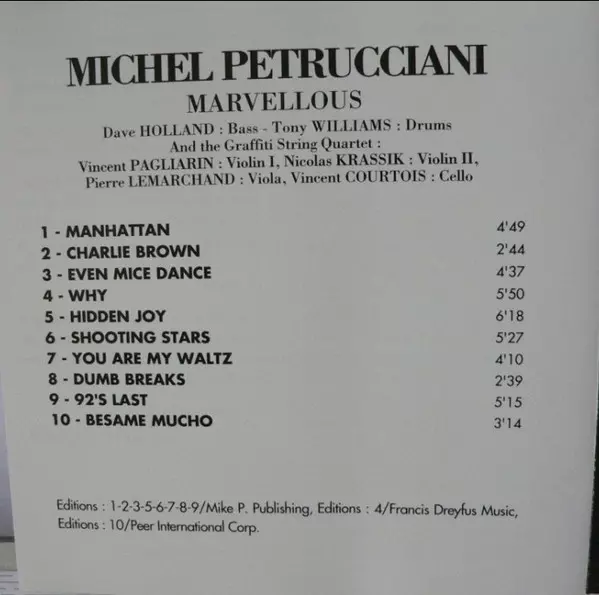 MICHEL PETRUCCIANI
MARVELLOUS
Dave HOLLAND : Bass - Tony WILLIAMS : Drums
And the Graffiti String Quartet :
Vincent PAGLIARIN : Violin I, Nicolas KRASSIK : Violin II,
Pierre LEMARCHAND : Viola, Vincent COURTOIS : Cello
1 - MANHATTAN 4'49
2 - CHARLIE BROWN 2'44
3 - EVEN MICE DANCE 4'37
4 - WHY 5'50
5 - HIDDEN JOY 6'18
6 - SHOOTING STARS 5'27
7 - YOU ARE MY WALTZ 4'10
8 - DUMB BREAKS 2'39
9 - 92'S LAST 5'15
10 - BESAME MUCHO 3'14
Editions : 1-2-3-5-6-7-8-9/Mike P. Publishing, Editions : 4/Francis Dreyfus Music,
Editions : 10/Peer International Corp.